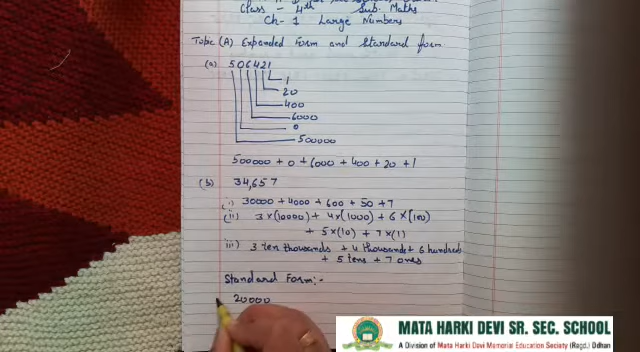 Class - 4th Sub. Maths
Ch-1 Large Numbers
Topic (A) Expanded Form and Standard form
(a) 506421
1
20
400
6000
0
500000
500000 + 0 + 6000 + 400 + 20 + 1
(b) 34,657
(i) 30000 + 4000 + 600 + 50 + 7
(ii) 3 x (10000) + 4 x (1000) + 6 x (100)
+ 5 x (10) + 7 x (1)
iii) 3 ten thousands + 4 thousands + 6 hundreds
+ 5 tens + 7 ones
Standard Form:-
20000
MATA HARKI DEVI SR. SEC. SCHOOL
A Division of Mata Harki Devi Memorial Education Society (Regd.) Odhan